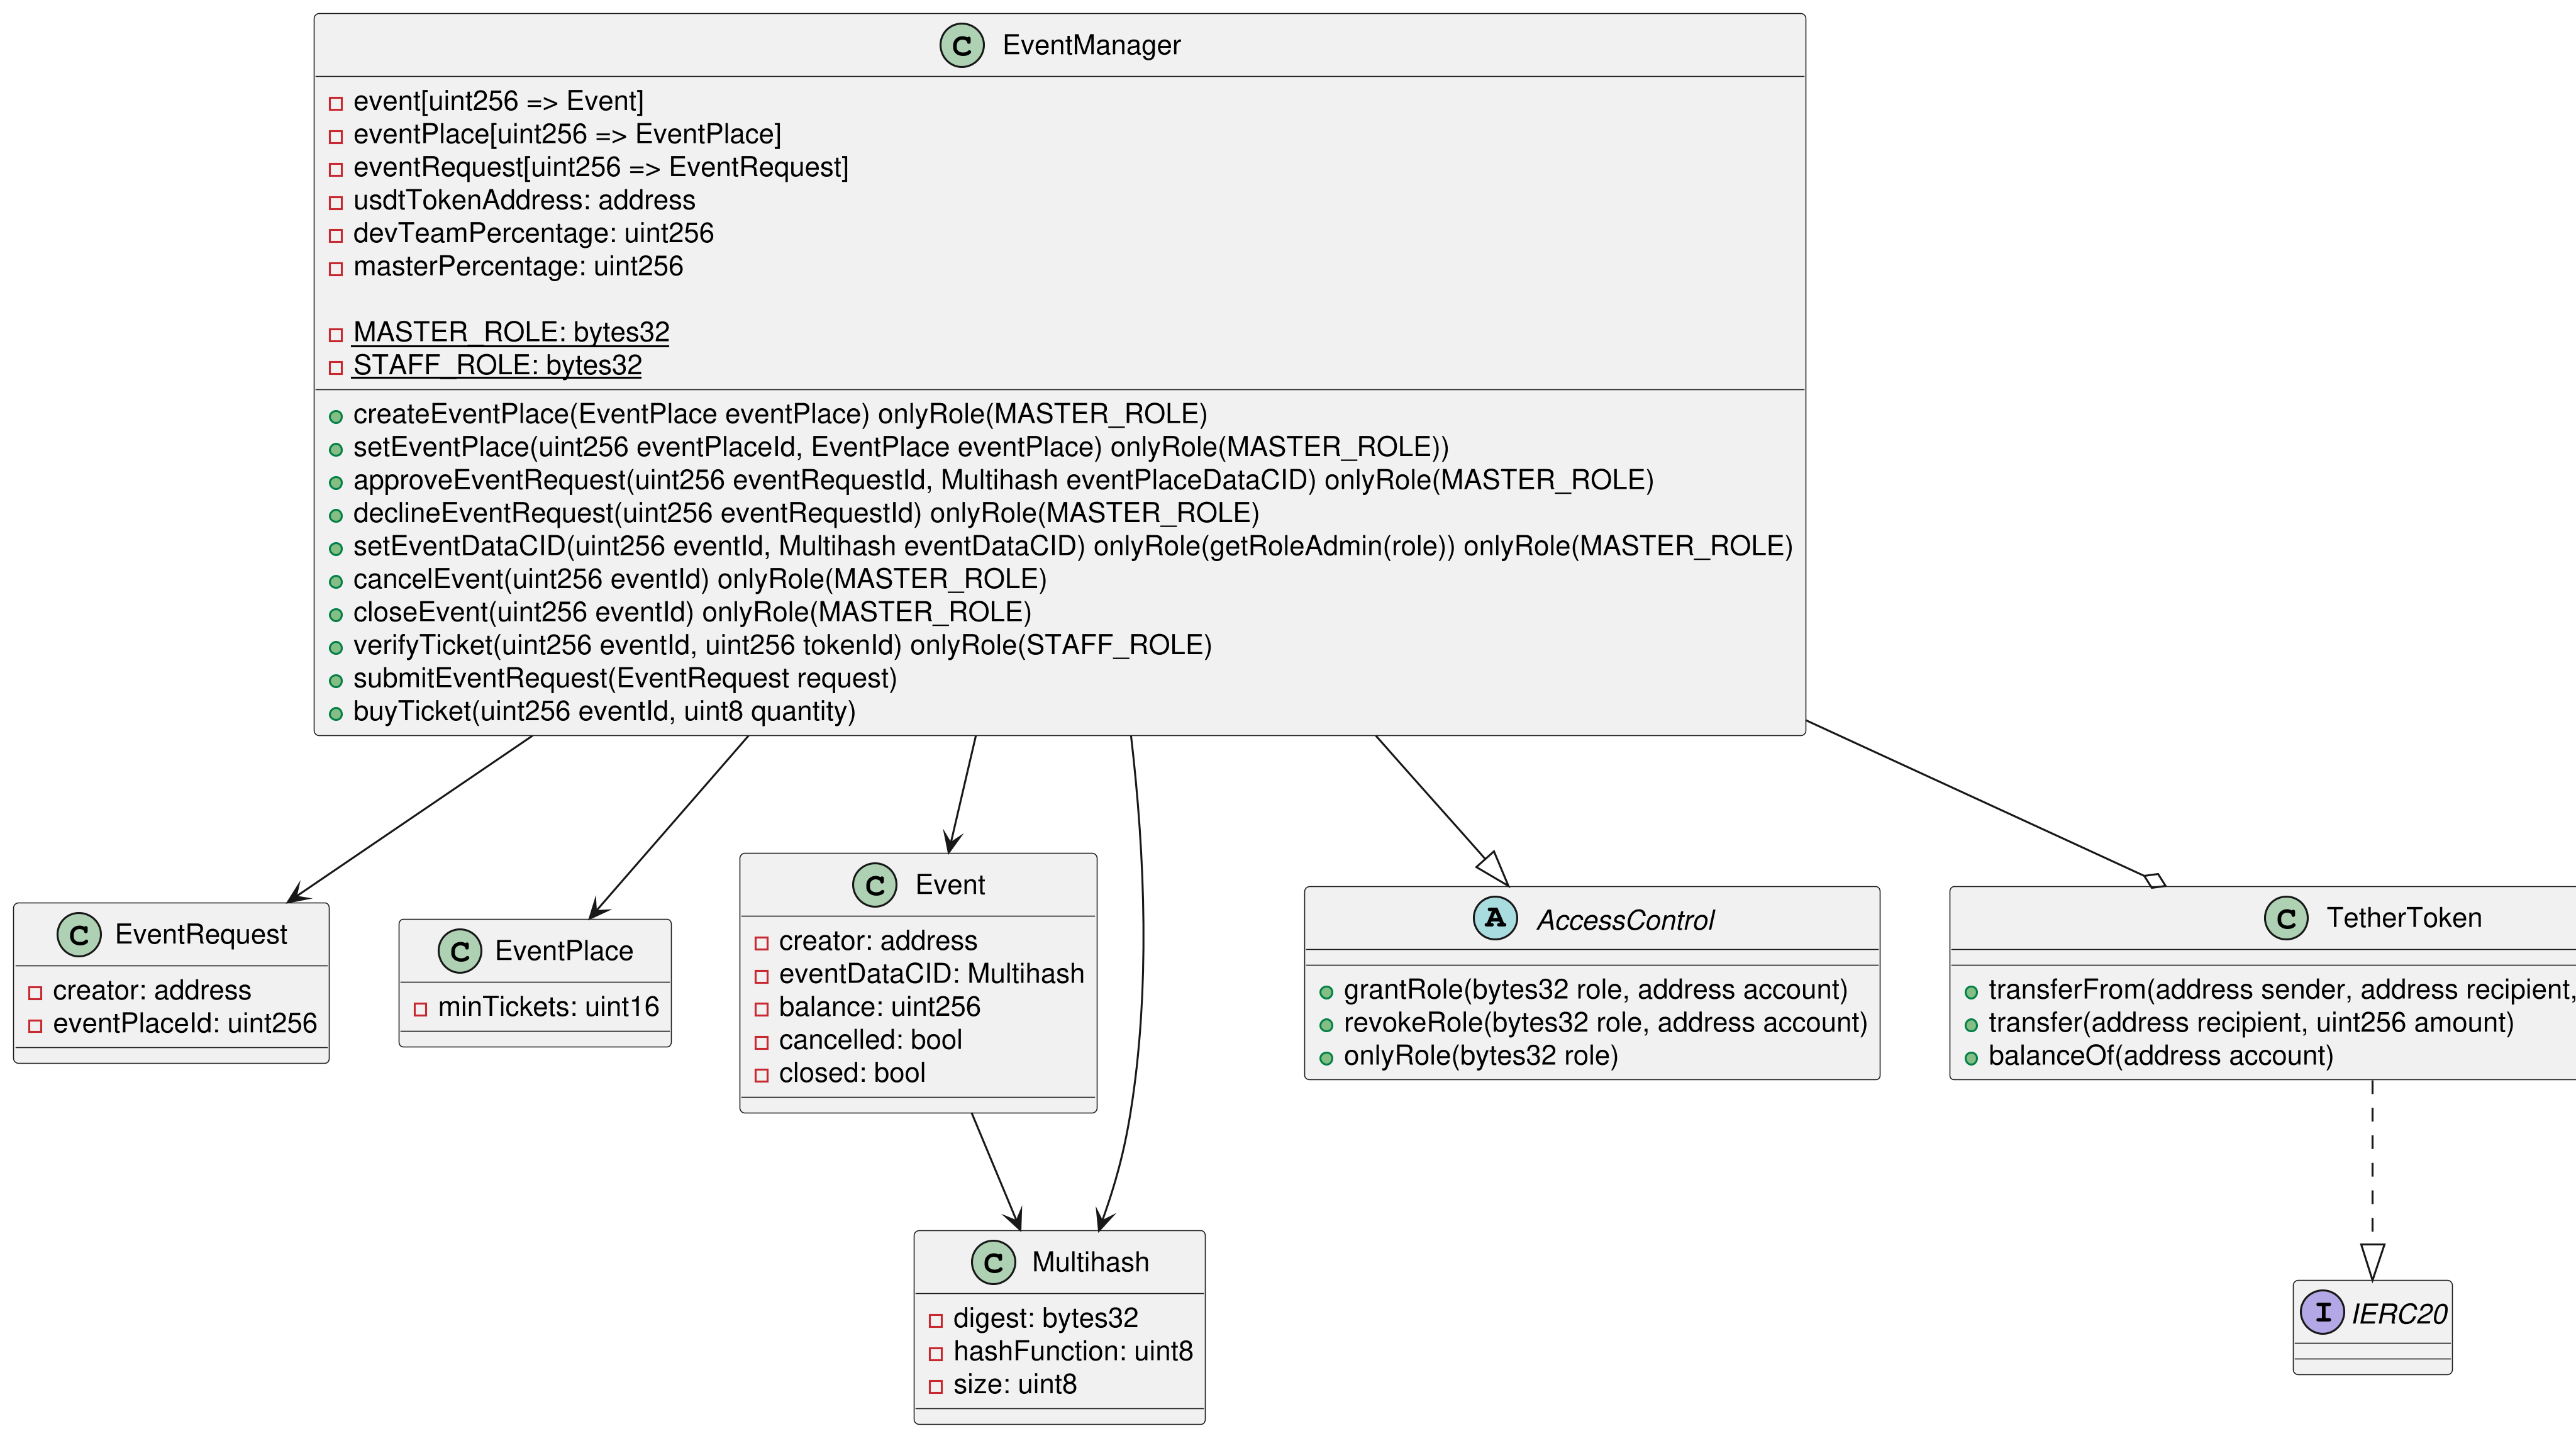 C EventManager
event[uint256 => Event]
eventPlace[uint256 => EventPlace]
eventRequest[uint256 => EventRequest]
usdtTokenAddress: address
devTeamPercentage: uint256
masterPercentage: uint256
MASTER_ROLE: bytes32
STAFF_ROLE: bytes32
createEventPlace(EventPlace eventPlace) onlyRole(MASTER_ROLE)
setEventPlace(uint256 eventPlaceId, EventPlace eventPlace) onlyRole(MASTER_ROLE))
approveEventRequest(uint256 eventRequestId, Multihash eventPlaceDataCID) onlyRole(MASTER_ROLE)
declineEventRequest(uint256 eventRequestId) onlyRole(MASTER_ROLE)
setEventDataCID(uint256 eventId, Multihash eventDataCID) onlyRole(getRoleAdmin(role)) onlyRole(MASTER_ROLE)
cancelEvent(uint256 eventId) onlyRole(MASTER_ROLE)
closeEvent(uint256 eventId) onlyRole(MASTER_ROLE)
verifyTicket(uint256 eventId, uint256 tokenId) onlyRole(STAFF_ROLE)
submitEventRequest(EventRequest request)
buyTicket(uint256 eventId, uint8 quantity)
C EventRequest
creator: address
eventPlaceId: uint256
C EventPlace
minTickets: uint16
C Event
creator: address
eventDataCID: Multihash
balance: uint256
cancelled: bool
closed: bool
A AccessControl
grantRole(bytes32 role, address account)
revokeRole(bytes32 role, address account)
onlyRole(bytes32 role)
C TetherToken
transferFrom(address sender, address recipient,
transfer(address recipient, uint256 amount)
balanceOf(address account)
C Multihash
digest: bytes32
hashFunction: uint8
size: uint8
I IERC20